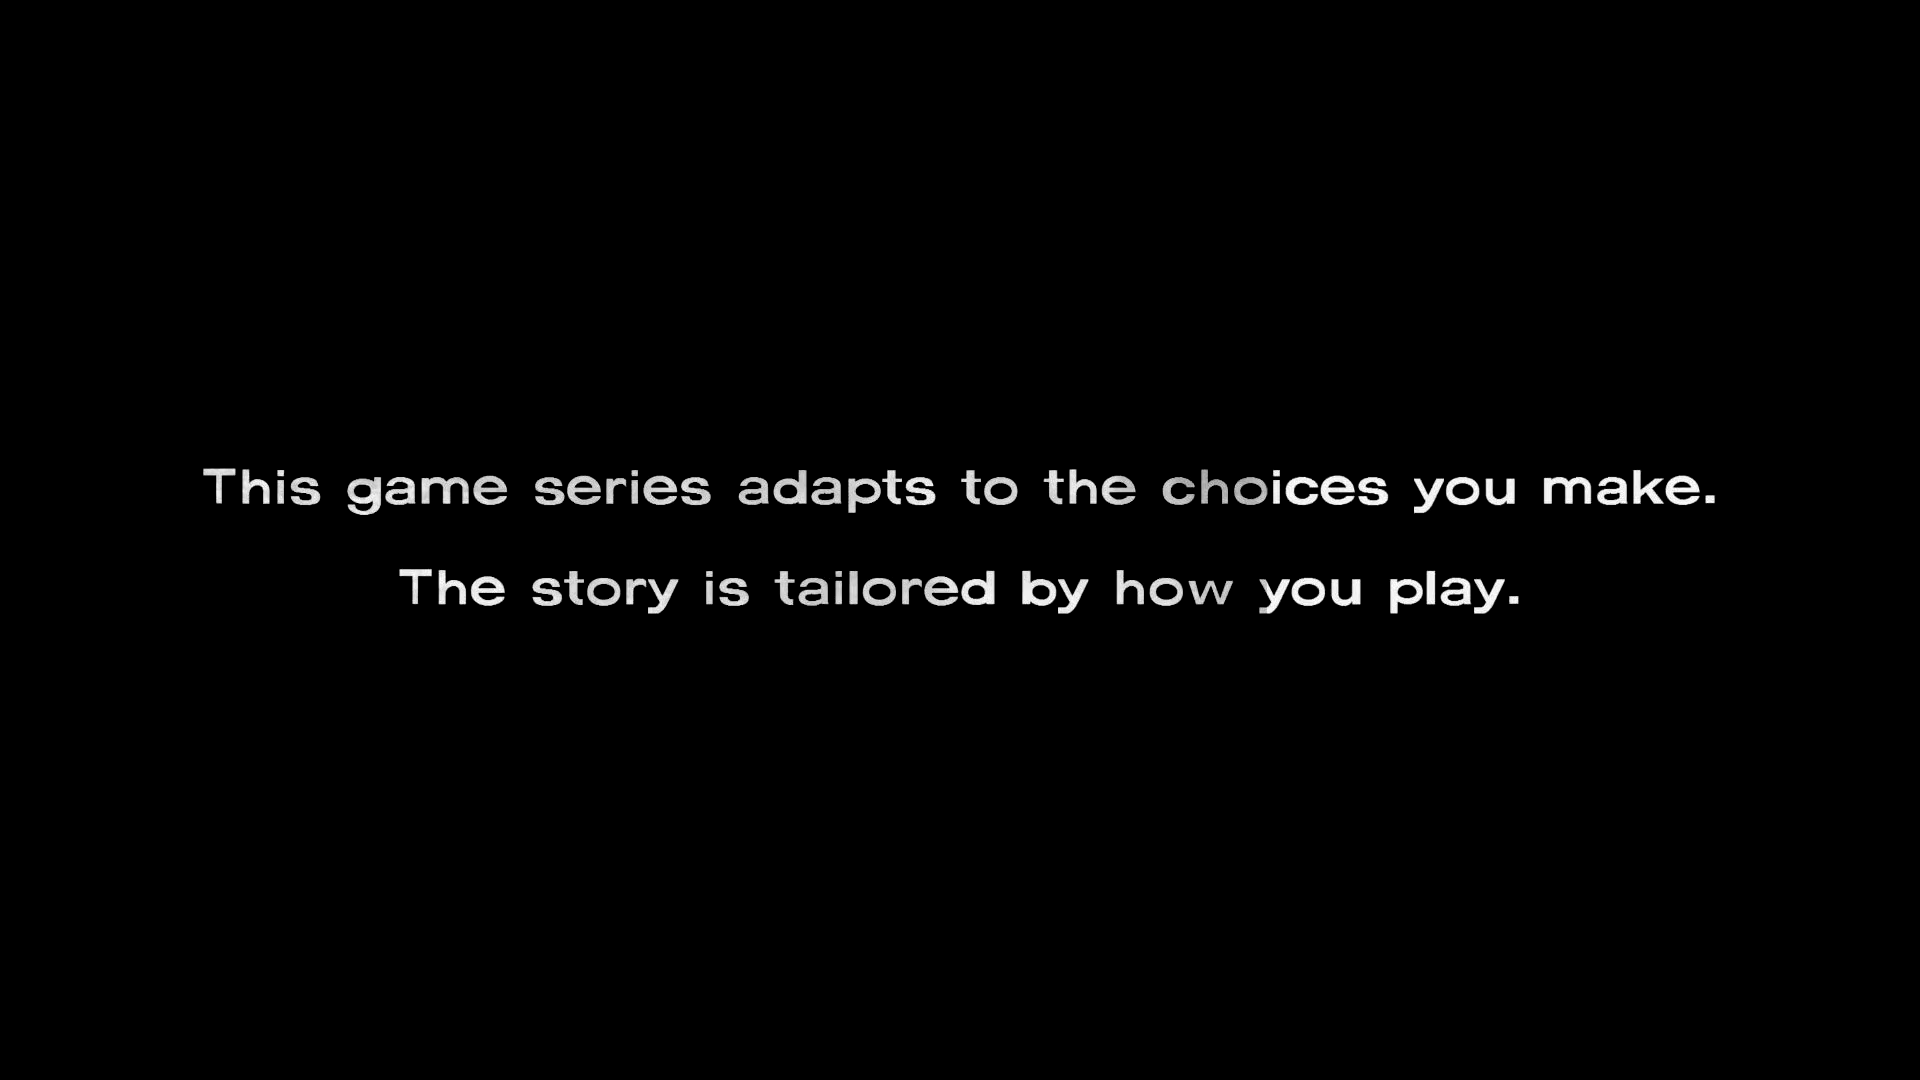 This game series adapts to the choices you make.
The story is tailored by how you play.